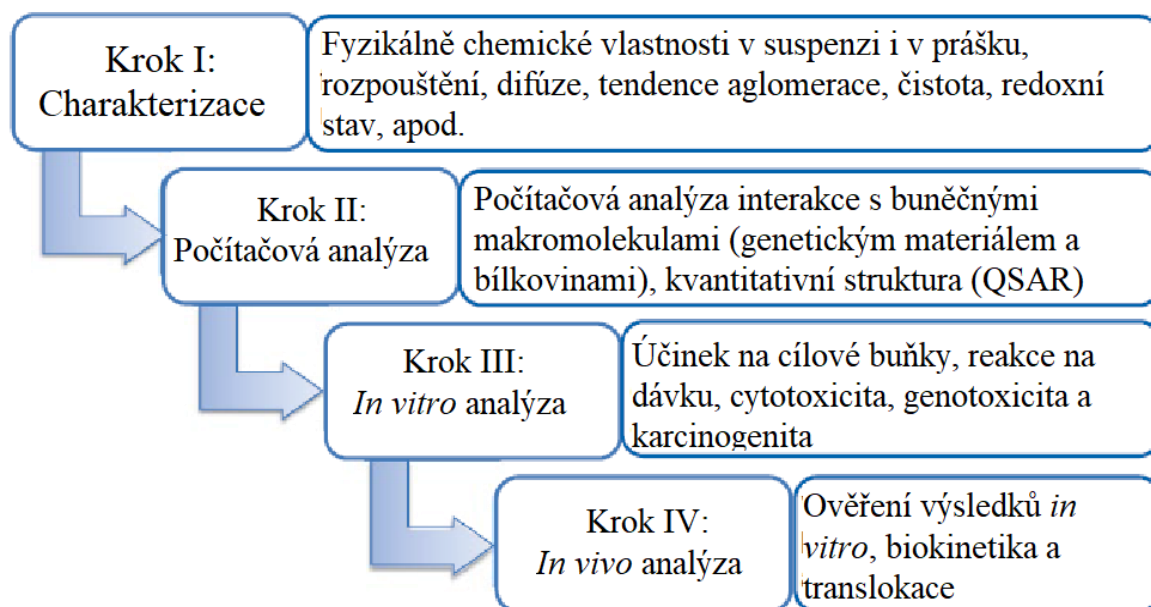 Krok I:
Charakterizace
Fyzikálně chemické vlastnosti v suspenzi i v prášku,
rozpouštění, difúze, tendence aglomerace, čistota, redoxní
stav, apod.
Krok II:
Počítačová analýza
Počítačová analýza interakce s buněčnými
makromolekulami (genetickým materiálem a
bílkovinami), kvantitativní struktura (QSAR)
Krok III:
In vitro analýza
Účinek na cílové buňky, reakce na
dávku, cytotoxicita, genotoxicita a
karcinogenita
Krok IV:
In vivo analýza
Ověření výsledků in
vitro, biokinetika a
translokace